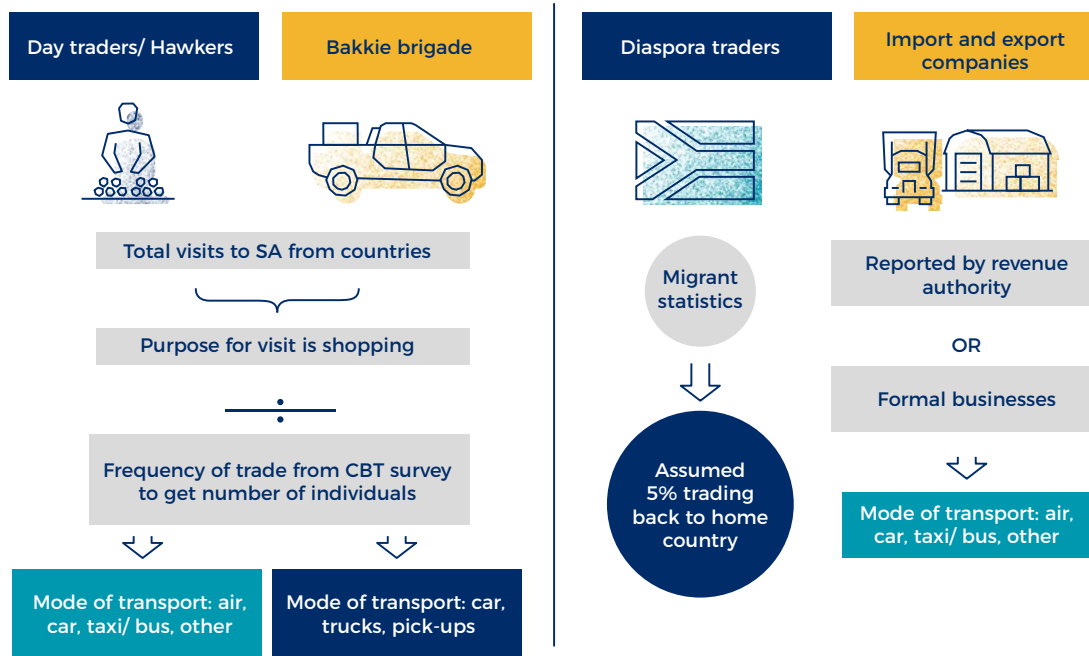 Day traders/ Hawkers
Bakkie brigade
Total visits to SA from countries
Purpose for visit is shopping
Frequency of trade from CBT survey
to get number of individuals
Mode of transport: air,
car, taxi/ bus, other
Mode of transport: car,
trucks, pick-ups
Diaspora traders
Import and export
companies
Migrant
statistics
Assumed
5% trading
back to home
country
Reported by revenue
authority
OR
Formal businesses
Mode of transport: air,
car, taxi/ bus, other